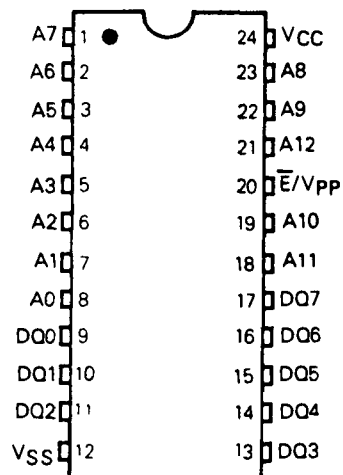 A7 1 24 VCC
A6 2 23 A8
A5 3 22 A9
A4 4 21 A12
A3 5 20 E̅/VPP
A2 6 19 A10
A1 7 18 A11
A0 8 17 DQ7
DQ0 9 16 DQ6
DQ1 10 15 DQ5
DQ2 11 14 DQ4
VSS 12 13 DQ3